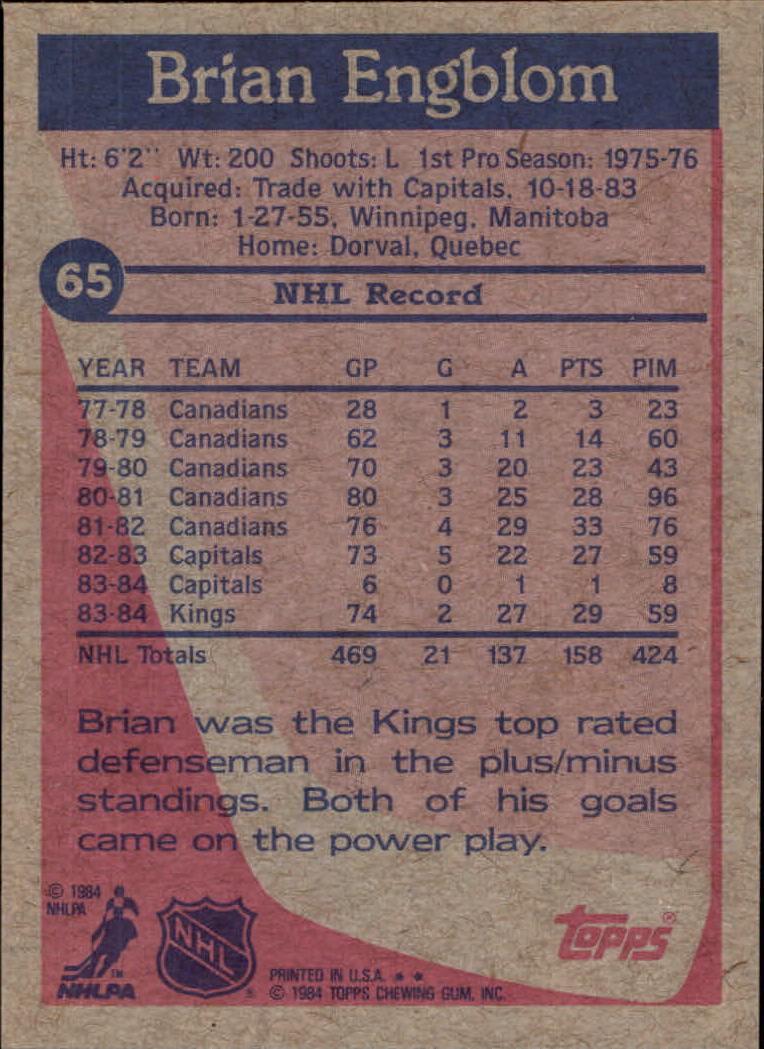 Brian Engblom
Ht: 6'2" Wt: 200 Shoots: L 1st Pro Season: 1975-76
Acquired: Trade with Capitals, 10-18-83
Born: 1-27-55, Winnipeg, Manitoba
Home: Dorval, Quebec
65
NHL Record
YEAR TEAM GP G A PTS PIM
77-78 Canadians 28 1 2 3 23
78-79 Canadians 62 3 11 14 60
79-80 Canadians 70 3 20 23 43
80-81 Canadians 80 3 25 28 96
81-82 Canadians 76 4 29 33 76
82-83 Capitals 73 5 22 27 59
83-84 Capitals 6 0 1 1 8
83-84 Kings 74 2 27 29 59
NHL Totals 469 21 137 158 424
Brian was the Kings top rated
defenseman in the plus/minus
standings. Both of his goals
came on the power play.
© 1984
NHLPA
TM
NHLPA
NHL
®
PRINTED IN U.S.A. ★ ★
© 1984 TOPPS CHEWING GUM, INC.
topps®